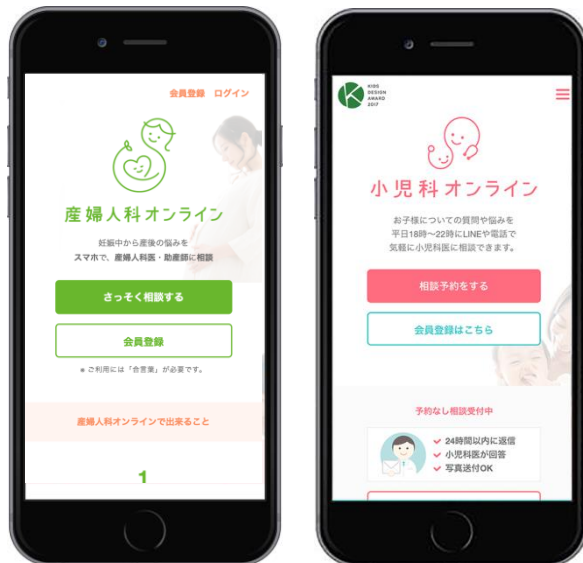 会員登録 ログイン
産婦人科オンライン
妊娠中から産後の悩みを
スマホで、産婦人科医・助産師に相談
さっそく相談する
会員登録
※ ご利用には「合言葉」が必要です。
産婦人科オンラインで出来ること
1
KIDS
DESIGN
AWARD
2017
小児科オンライン
お子様についての質問や悩みを
平日18時〜22時にLINEや電話で
気軽に小児科医に相談できます。
相談予約をする
会員登録はこちら
予約なし相談受付中
24時間以内に返信
小児科医が回答
写真送付OK